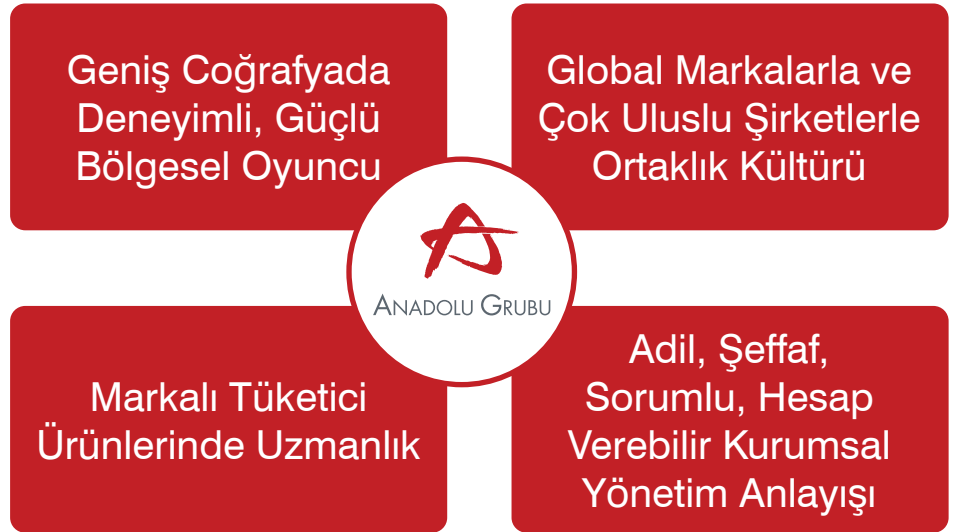 Geniş Coğrafyada
Deneyimli, Güçlü
Bölgesel Oyuncu
Global Markalarla ve
Çok Uluslu Şirketlerle
Ortaklık Kültürü
ANADOLU GRUBU
Markalı Tüketici
Ürünlerinde Uzmanlık
Adil, Şeffaf,
Sorumlu, Hesap
Verebilir Kurumsal
Yönetim Anlayışı